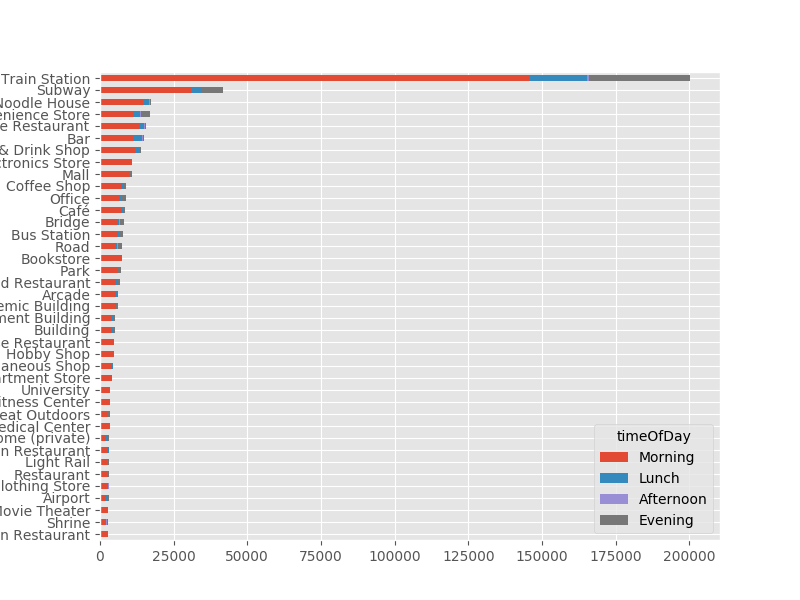 Train Station
Subway
Noodle House
enience Store
e Restaurant
Bar
& Drink Shop
ctronics Store
Mall
Coffee Shop
Office
Café
Bridge
Bus Station
Road
Bookstore
Park
d Restaurant
Arcade
emic Building
ment Building
Building
e Restaurant
Hobby Shop
aneous Shop
artment Store
University
itness Center
eat Outdoors
edical Center
ome (private)
n Restaurant
Light Rail
Restaurant
lothing Store
Airport
Movie Theater
Shrine
n Restaurant
0 25000 50000 75000 100000 125000 150000 175000 200000
timeOfDay
Morning
Lunch
Afternoon
Evening